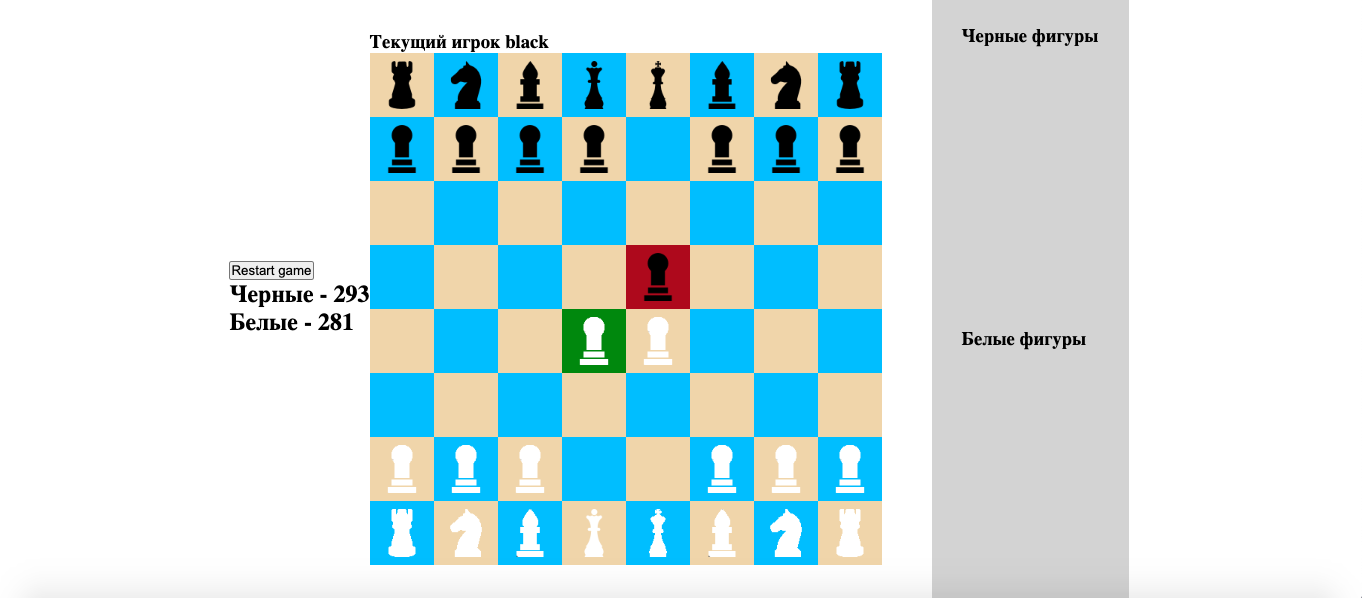 Текущий игрок black
Restart game
Черные - 293
Белые - 281
Черные фигуры
Белые фигуры